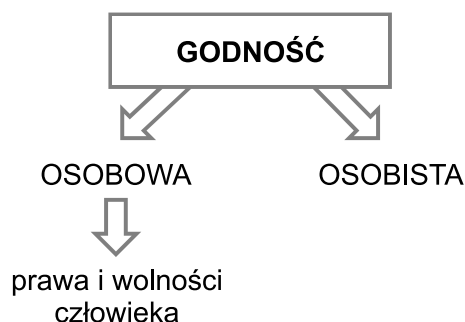 GODNOŚĆ
OSOBOWA
OSOBISTA
prawa i wolności
człowieka